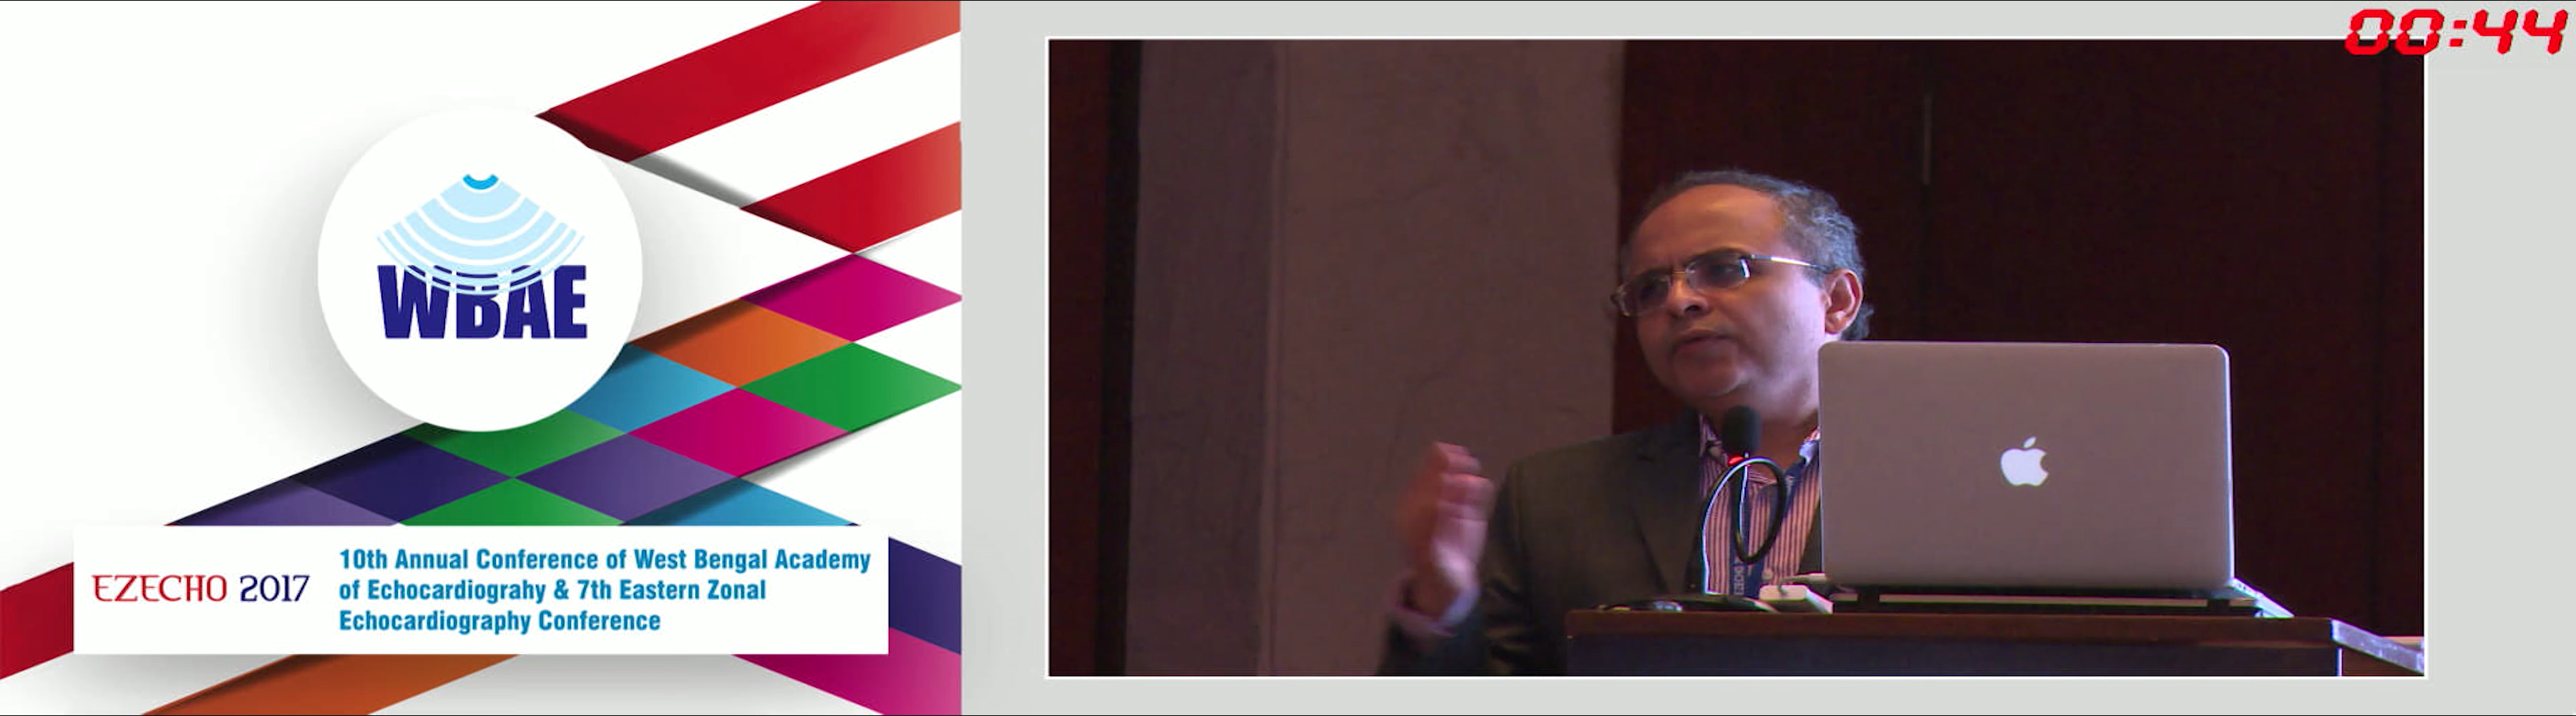 00:44
WBAE
EZECHO 2017
10th Annual Conference of West Bengal Academy
of Echocardiograhy & 7th Eastern Zonal
Echocardiography Conference
EZECHO